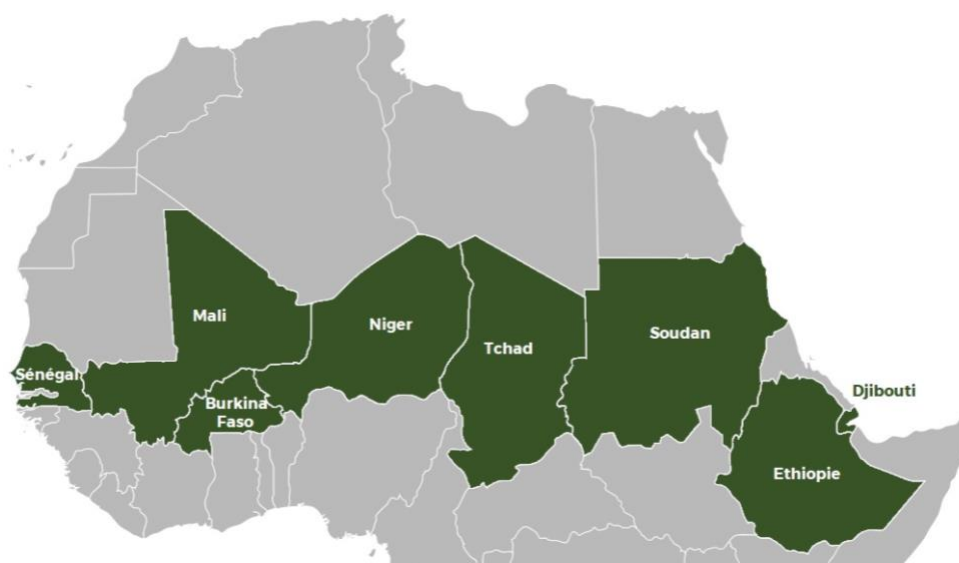 Mali
Niger
Tchad
Soudan
Sénégal
Burkina
Faso
Djibouti
Ethiopie